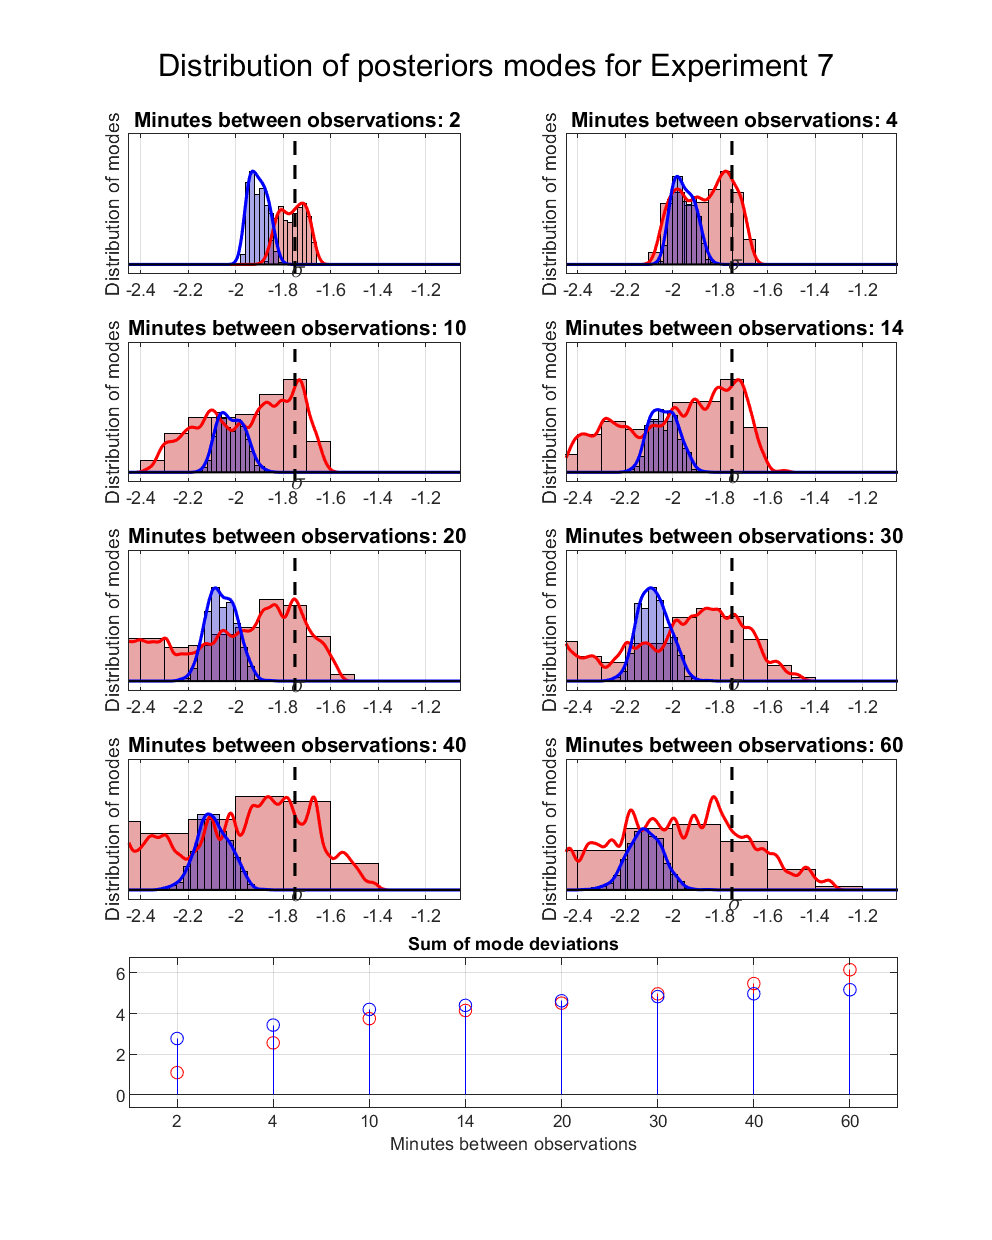 Distribution of posteriors modes for Experiment 7
Minutes between observations: 2
Distribution of modes
-2.4 -2.2 -2 -1.8 -1.6 -1.4 -1.2
Minutes between observations: 4
Distribution of modes
-2.4 -2.2 -2 -1.8 -1.6 -1.4 -1.2
Minutes between observations: 10
Distribution of modes
-2.4 -2.2 -2 -1.8 -1.6 -1.4 -1.2
Minutes between observations: 14
Distribution of modes
-2.4 -2.2 -2 -1.8 -1.6 -1.4 -1.2
Minutes between observations: 20
Distribution of modes
-2.4 -2.2 -2 -1.8 -1.6 -1.4 -1.2
Minutes between observations: 30
Distribution of modes
-2.4 -2.2 -2 -1.8 -1.6 -1.4 -1.2
Minutes between observations: 40
Distribution of modes
-2.4 -2.2 -2 -1.8 -1.6 -1.4 -1.2
Minutes between observations: 60
Distribution of modes
-2.4 -2.2 -2 -1.8 -1.6 -1.4 -1.2
σ
Sum of mode deviations
6
4
2
0
2 4 10 14 20 30 40 60
Minutes between observations